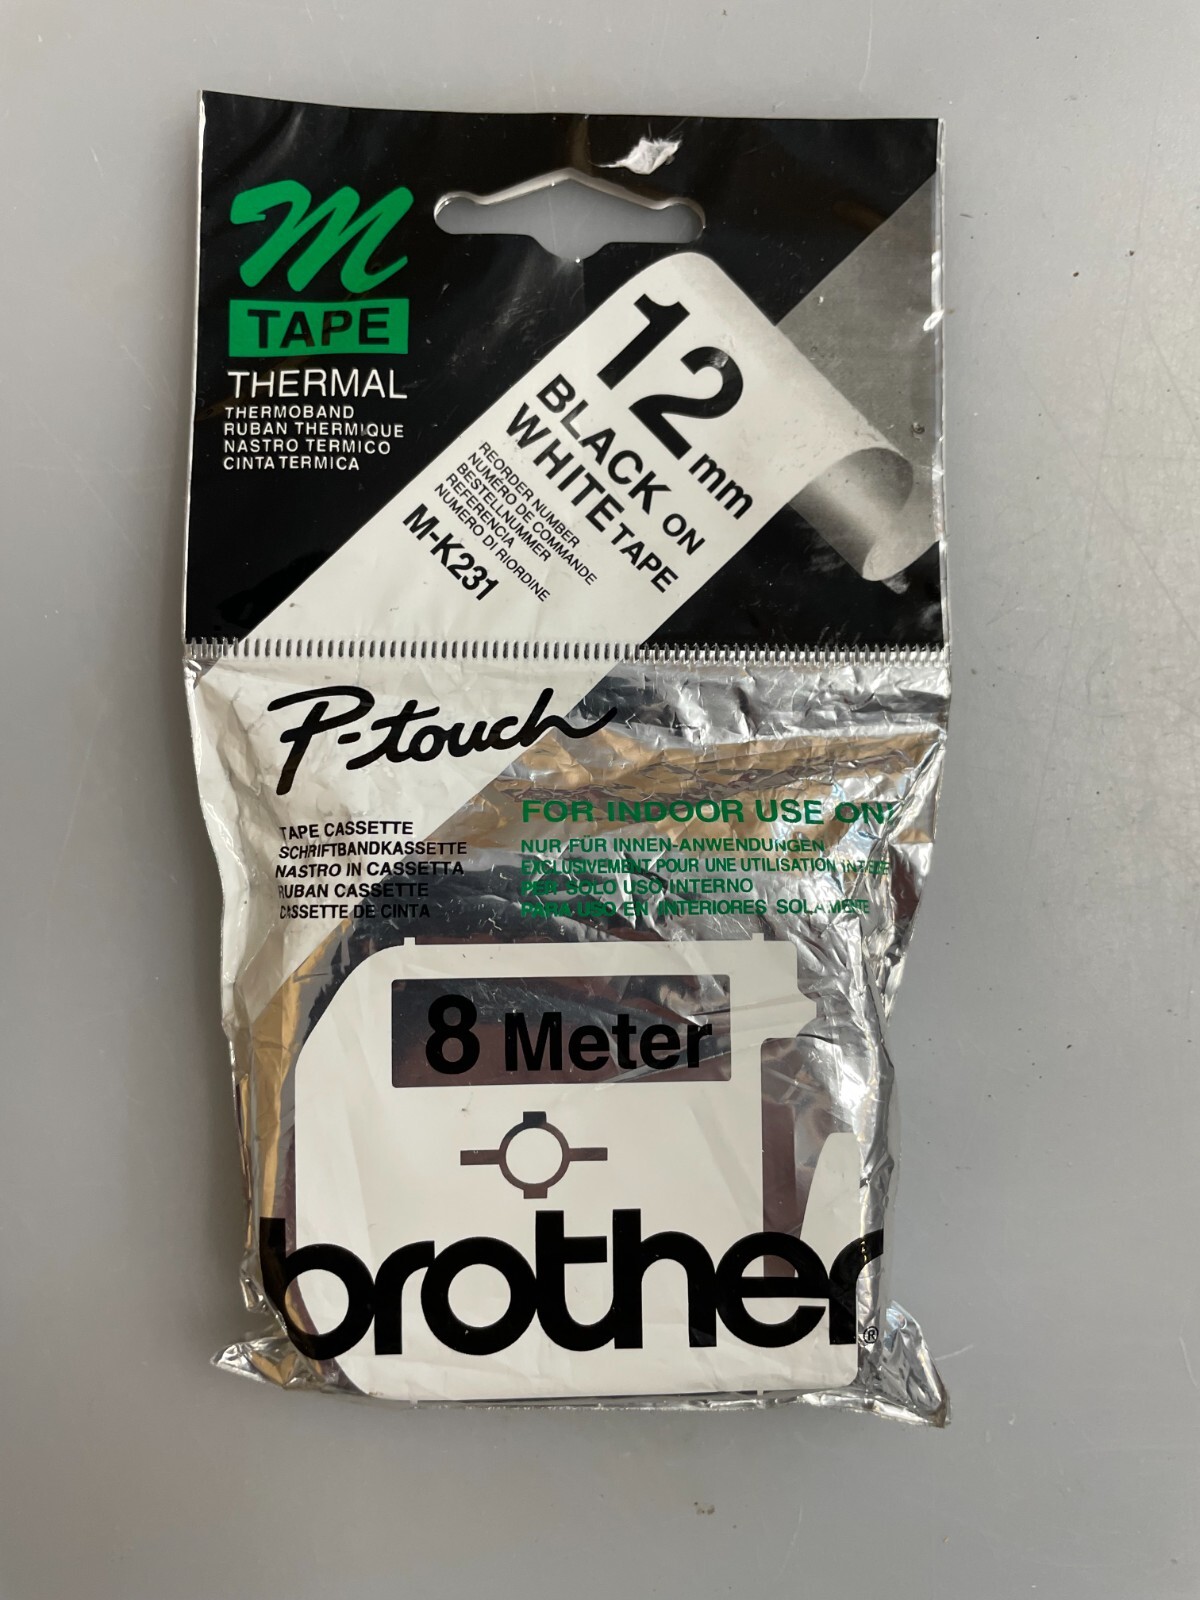 m
TAPE
THERMAL
THERMOBAND
RUBAN THERMIQUE
NASTRO TERMICO
CINTA TERMICA
12 mm
BLACK ON
WHITE TAPE
REORDER NUMBER
NUMÉRO DE COMMANDE
BESTELLNUMMER
REFERENCIA
NUMERO DI RIORDINE
M-K231
P-touch
TAPE CASSETTE
SCHRIFTBANDKASSETTE
NASTRO IN CASSETTA
RUBAN CASSETTE
CASSETTE DE CINTA
FOR INDOOR USE
NUR FÜR INNEN-ANWENDUNGEN
EXCLUSIVEMENT POUR UNE UTILISATION
PER SOLO USO INTERNO
PARA USO EN INTERIORES SOLAMENTE
8 Meter
brother®